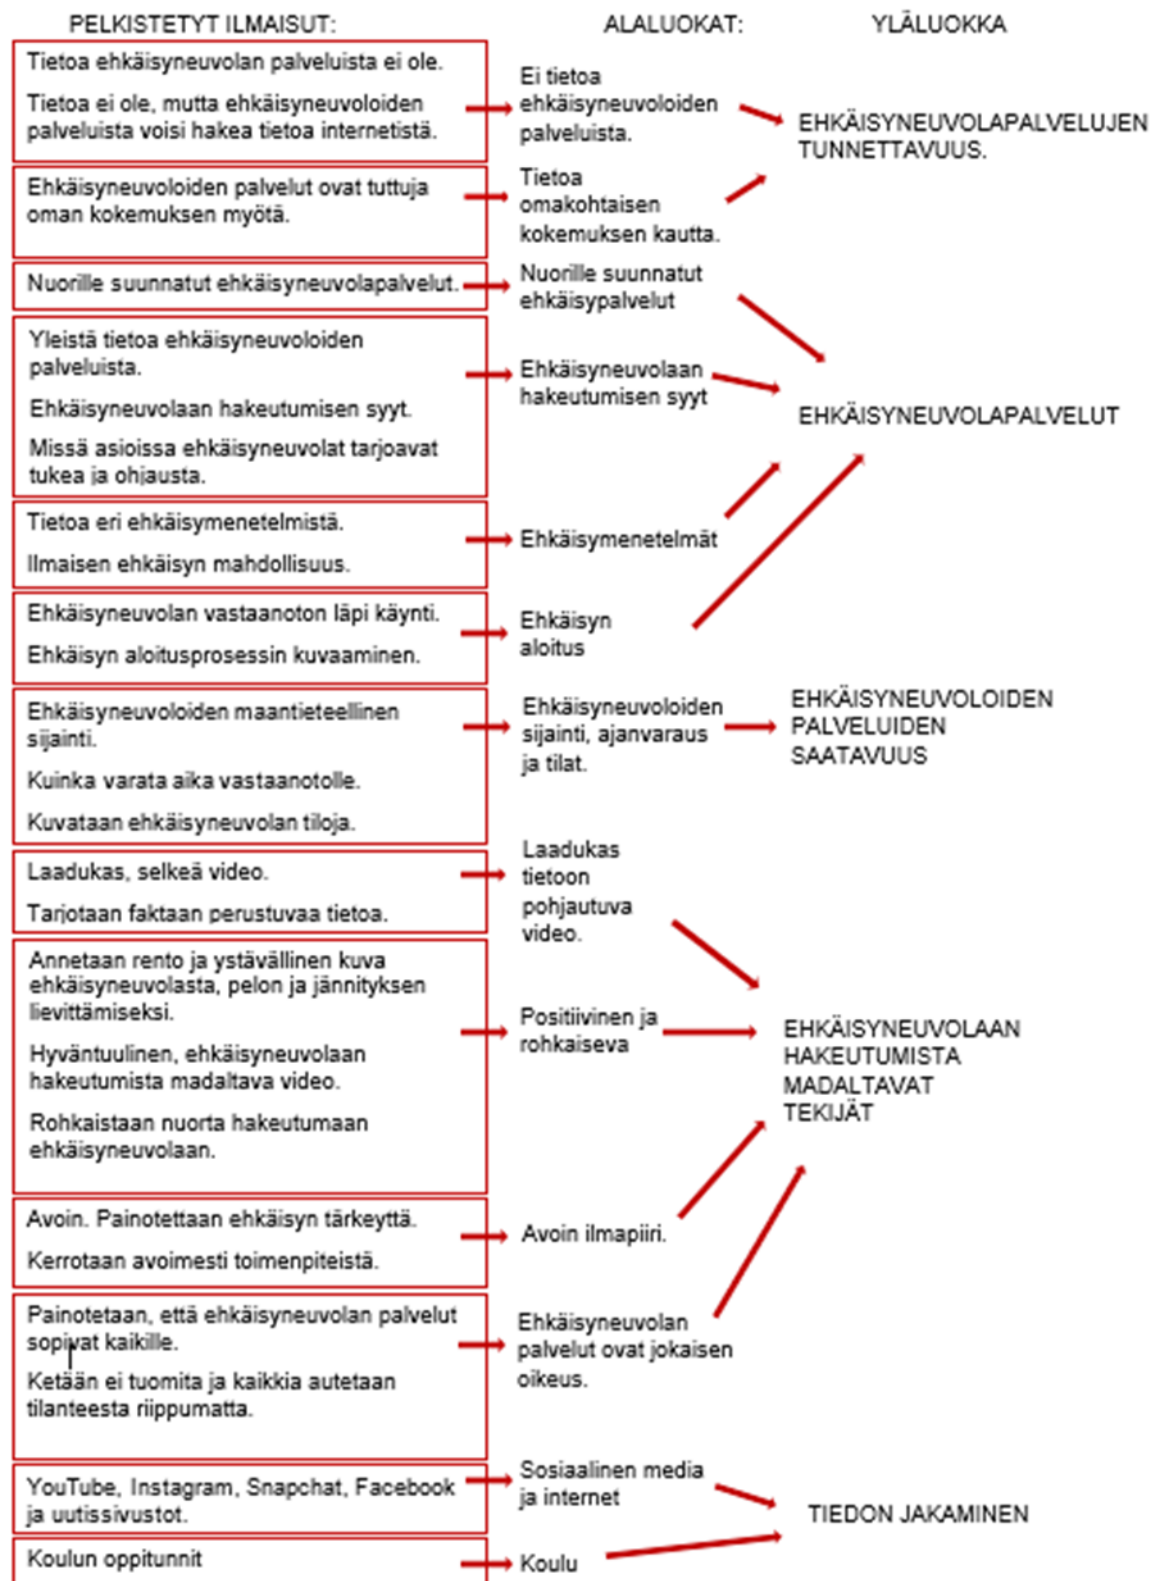 PELKISTETYT ILMAISUT:
ALALUOKAT:
YLÄLUOKKA
Tietoa ehkäisyneuvolan palveluista ei ole.
Tietoa ei ole, mutta ehkäisyneuvoloiden
palveluista voisi hakea tietoa internetistä.
Ei tietoa
ehkäisyneuvoloiden
palveluista.
EHKÄISYNEUVOLAPALVELUJEN
TUNNETTAVUUS.
Ehkäisyneuvoloiden palvelut ovat tuttuja
oman kokemuksen myötä.
Tietoa
omakohtaisen
kokemuksen kautta.
Nuorille suunnatut ehkäisyneuvolapalvelut.
Nuorille suunnatut
ehkäisypalvelut
Yleistä tietoa ehkäisyneuvoloiden
palveluista.
Ehkäisyneuvolaan hakeutumisen syyt.
Missä asioissa ehkäisyneuvolat tarjoavat
tukea ja ohjausta.
Ehkäisyneuvolaan
hakeutumisen syyt
EHKÄISYNEUVOLAPALVELUT
Tietoa eri ehkäisymenetelmistä.
Ilmaisen ehkäisyn mahdollisuus.
Ehkäisymenetelmät
Ehkäisyneuvolan vastaanoton läpi käynti.
Ehkäisyn aloitusprosessin kuvaaminen.
Ehkäisyn
aloitus
Ehkäisyneuvoloiden maantieteellinen
sijainti.
Kuinka varata aika vastaanotolle.
Kuvataan ehkäisyneuvolan tiloja.
Ehkäisyneuvoloiden
sijainti, ajanvaraus
ja tilat.
EHKÄISYNEUVOLOIDEN
PALVELUIDEN
SAATAVUUS
Laadukas, selkeä video.
Tarjotaan faktaan perustuvaa tietoa.
Laadukas
tietoon
pohjautuva
video.
Annetaan rento ja ystävällinen kuva
ehkäisyneuvolasta, pelon ja jännityksen
lievittämiseksi.
Hyväntuulinen, ehkäisyneuvolaan
hakeutumista madaltava video.
Rohkaistaan nuorta hakeutumaan
ehkäisyneuvolaan.
Positiivinen ja
rohkaiseva
EHKÄISYNEUVOLAAN
HAKEUTUMISTA
MADALTAVAT
TEKIJÄT
Avoin. Painotettaan ehkäisyn tärkeyttä.
Kerrotaan avoimesti toimenpiteistä.
Avoin ilmapiiri.
Painotetaan, että ehkäisyneuvolan palvelut
sopivat kaikille.
Ketään ei tuomita ja kaikkia autetaan
tilanteesta riippumatta.
Ehkäisyneuvolan
palvelut ovat jokaisen
oikeus.
YouTube, Instagram, Snapchat, Facebook
ja uutissivustot.
Sosiaalinen media
ja internet
TIEDON JAKAMINEN
Koulun oppitunnit
Koulu